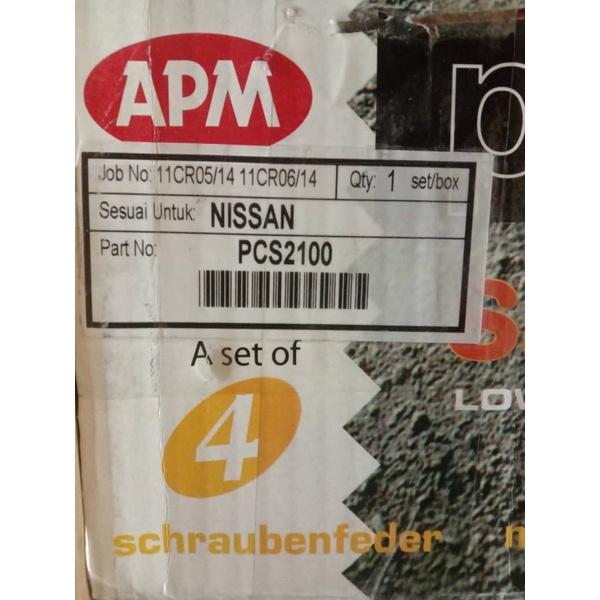 APM
Job No: 11CR05/14 11CR06/14 Qty: 1 set/box
Sesuai Untuk: NISSAN
Part No: PCS2100
A set of
4
schraubenfeder